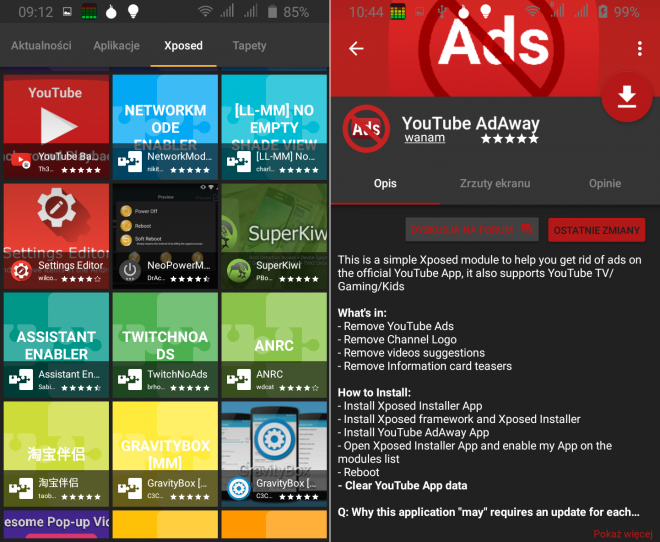 09:12
85%
Aktualności
Aplikacje
Xposed
Tapety
YouTube
YouTube Ba...
Th3...
NETWORKM
ODE
ENABLER
NetworkMod...
nikit...
[LL-MM] NO
EMPTY
SHADE VIEW
[LL-MM] No...
charl...
Settings Editor
Settings Editor
wilco...
Preview
Power Off
Reboot
Soft Reboot
NeoPowerM...
DrAc...
SuperKiwi
SuperKiwi
PBo...
ASSISTANT
ENABLER
Assistant En...
Sabi...
TWITCHNOA
DS
TwitchNoAds
brho...
ANRC
ANRC
wdcat
淘宝伴侣
淘宝伴侣
taob...
GRAVITYBOX
[MM]
GravityBox [...
C3C...
GravityBox
GravityBox [...
C3C...
esome Pop-up Vic
10:44
99%
Ads
Ads
YouTube AdAway
wanam
Opis
Zrzuty ekranu
Opinie
DYSKUSJA NA FORUM
OSTATNIE ZMIANY
This is a simple Xposed module to help you get rid of ads on
the official YouTube App, it also supports YouTube TV/
Gaming/Kids
What's in:
- Remove YouTube Ads
- Remove Channel Logo
- Remove videos suggestions
- Remove Information card teasers
How to Install:
- Install Xposed Installer App
- Install Xposed framework and Xposed Installer
- Install YouTube AdAway App
- Open Xposed Installer App and enable my App on the
modules list
- Reboot
- Clear YouTube App data
Q: Why this application "may" requires an update for each...
Pokaż więcej